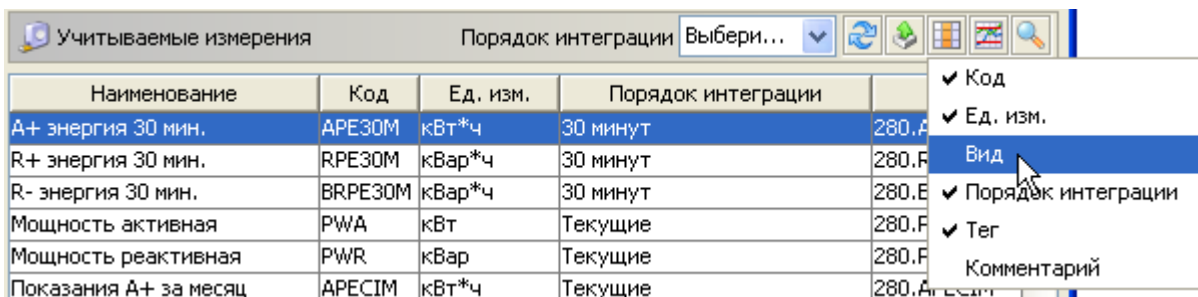 Учитываемые измерения Порядок интеграции Выбери...
Наименование Код Ед. изм. Порядок интеграции
А+ энергия 30 мин. APE30M кВт*ч 30 минут
R+ энергия 30 мин. RPE30M кВар*ч 30 минут
R- энергия 30 мин. BRPE30M кВар*ч 30 минут
Мощность активная PWA кВт Текущие
Мощность реактивная PWR кВар Текущие
Показания А+ за месяц APECIM кВт*ч Текущие
Код
Ед. изм.
Вид
Порядок интеграции
Тег
Комментарий